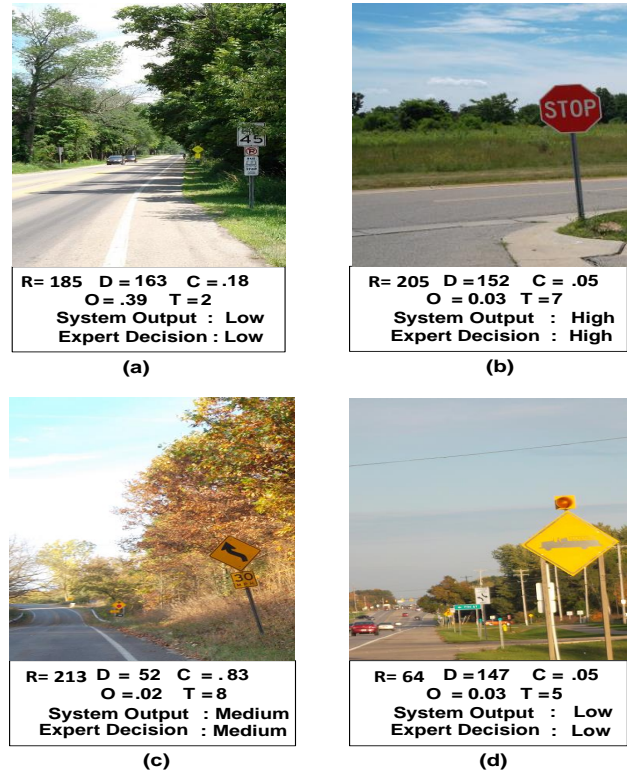 45
STOP
R= 185 D = 163 C = .18
O = .39 T = 2
System Output : Low
Expert Decision : Low
(a)
R= 205 D = 152 C = .05
O = 0.03 T = 7
System Output : High
Expert Decision : High
(b)
30
R= 213 D = 52 C = . 83
O = .02 T = 8
System Output : Medium
Expert Decision : Medium
(c)
R= 64 D =147 C = .05
O = 0.03 T = 5
System Output : Low
Expert Decision : Low
(d)